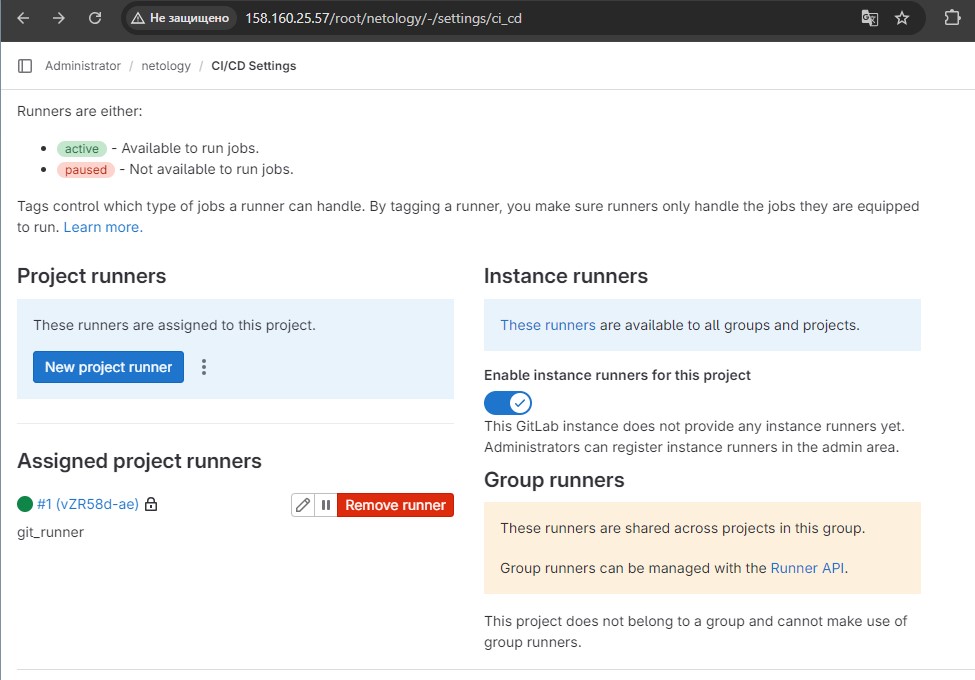 Не защищено
158.160.25.57/root/netology/-/settings/ci_cd
Administrator / netology / CI/CD Settings
Runners are either:
active - Available to run jobs.
paused - Not available to run jobs.
Tags control which type of jobs a runner can handle. By tagging a runner, you make sure runners only handle the jobs they are equipped
to run. Learn more.
Project runners
These runners are assigned to this project.
New project runner
Assigned project runners
#1 (vZR58d-ae)
Remove runner
git_runner
Instance runners
These runners are available to all groups and projects.
Enable instance runners for this project
This GitLab instance does not provide any instance runners yet.
Administrators can register instance runners in the admin area.
Group runners
These runners are shared across projects in this group.
Group runners can be managed with the Runner API.
This project does not belong to a group and cannot make use of
group runners.